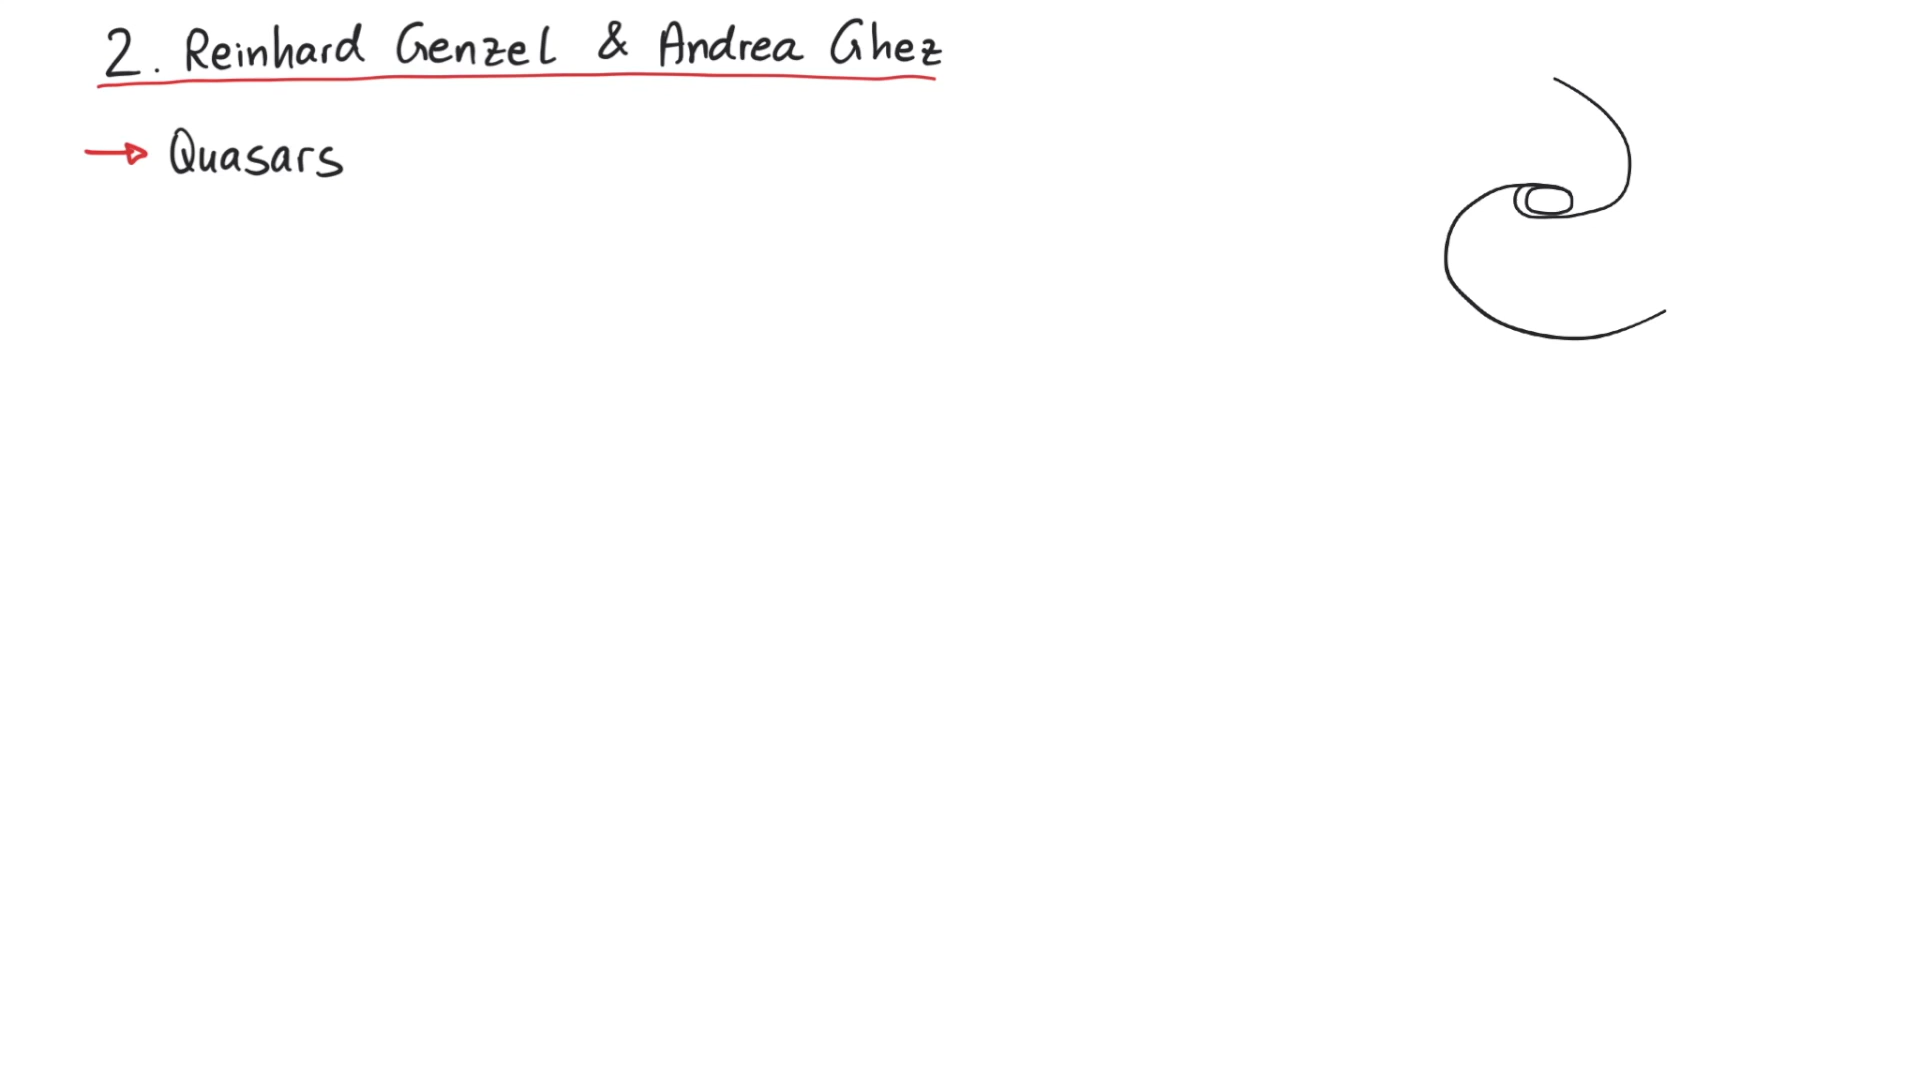 2. Reinhard Genzel & Andrea Ghez
→ Quasars